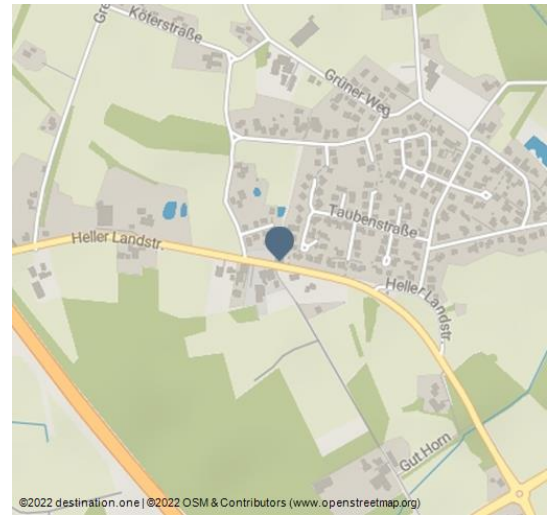 Köterstraße
Gre
Grüner Weg
Taubenstraße
Heller Landstr.
Heller Landstr.
Gut Horn
©2022 destination.one | ©2022 OSM & Contributors (www.openstreetmap.org)